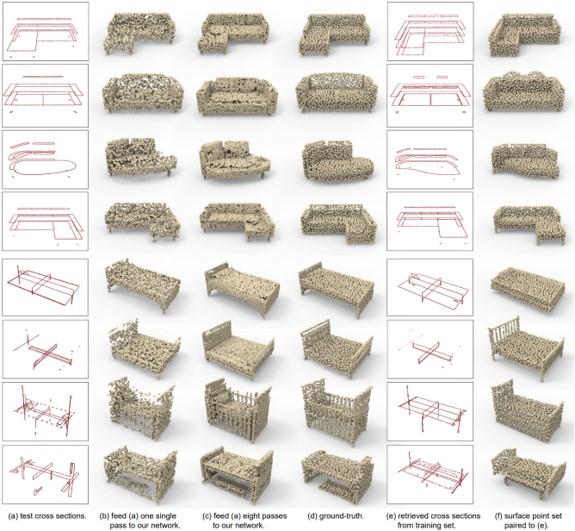 (a) test cross sections. (b) feed (a) one single (c) feed (a) eight passes (d) ground-truth. (e) retrieved cross sections (f) surface point set
pass to our network. to our network. from training set. paired to (e).